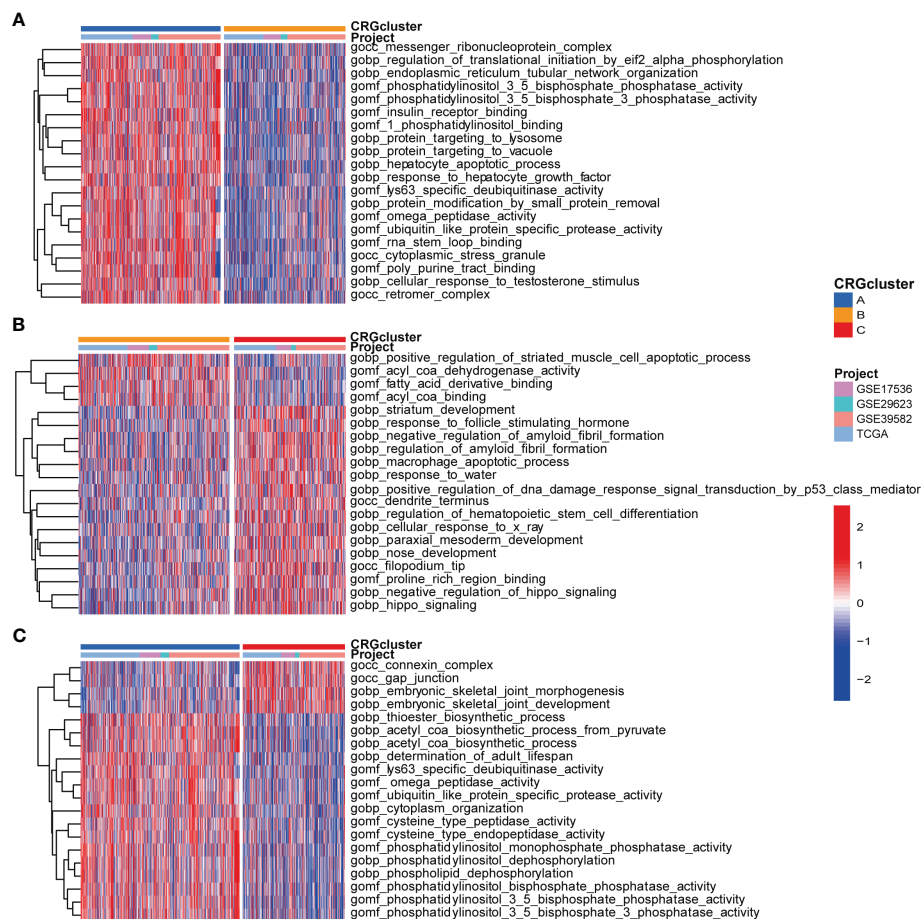 A
CRGcluster
Project
gocc_messenger_ribonucleoprotein_complex
gobp_regulation_of_translational_initiation_by_eif2_alpha_phosphorylation
gobp_endoplasmic_reticulum_tubular_network_organization
gomf_phosphatidylinositol_3_5_bisphosphate_phosphatase_activity
gomf_phosphatidylinositol_3_5_bisphosphate_3_phosphatase_activity
gomf_insulin_receptor_binding
gomf_1_phosphatidylinositol_binding
gobp_protein_targeting_to_lysosome
gobp_protein_targeting_to_vacuole
gobp_hepatocyte_apoptotic_process
gobp_response_to_hepatocyte_growth_factor
gomf_lys63_specific_deubiquitinase_activity
gobp_protein_modification_by_small_protein_removal
gomf_omega_peptidase_activity
gomf_ubiquitin_like_protein_specific_protease_activity
gomf_rna_stem_loop_binding
gocc_cytoplasmic_stress_granule
gomf_poly_purine_tract_binding
gobp_cellular_response_to_testosterone_stimulus
gocc_retromer_complex
B
CRGcluster
Project
gobp_positive_regulation_of_striated_muscle_cell_apoptotic_process
gomf_acyl_coa_dehydrogenase_activity
gomf_fatty_acid_derivative_binding
gomf_acyl_coa_binding
gobp_striatum_development
gobp_response_to_follicle_stimulating_hormone
gobp_negative_regulation_of_amyloid_fibril_formation
gobp_regulation_of_amyloid_fibril_formation
gobp_macrophage_apoptotic_process
gobp_response_to_water
gobp_positive_regulation_of_dna_damage_response_signal_transduction_by_p53_class_mediator
gocc_dendrite_terminus
gobp_regulation_of_hematopoietic_stem_cell_differentiation
gobp_cellular_response_to_x_ray
gobp_paraxial_mesoderm_development
gobp_nose_development
gocc_filopodium_tip
gomf_proline_rich_region_binding
gobp_negative_regulation_of_hippo_signaling
gobp_hippo_signaling
C
CRGcluster
Project
gocc_connexin_complex
gocc_gap_junction
gobp_embryonic_skeletal_joint_morphogenesis
gobp_embryonic_skeletal_joint_development
gobp_thioester_biosynthetic_process
gobp_acetyl_coa_biosynthetic_process_from_pyruvate
gobp_acetyl_coa_biosynthetic_process
gobp_determination_of_adult_lifespan
gomf_lys63_specific_deubiquitinase_activity
gomf_omega_peptidase_activity
gomf_ubiquitin_like_protein_specific_protease_activity
gobp_cytoplasm_organization
gomf_cysteine_type_peptidase_activity
gomf_cysteine_type_endopeptidase_activity
gomf_phosphatidylinositol_monophosphate_phosphatase_activity
gobp_phosphatidylinositol_dephosphorylation
gobp_phospholipid_dephosphorylation
gomf_phosphatidylinositol_bisphosphate_phosphatase_activity
gomf_phosphatidylinositol_3_5_bisphosphate_phosphatase_activity
gomf_phosphatidylinositol_3_5_bisphosphate_3_phosphatase_activity
CRGcluster
A
B
C
Project
GSE17536
GSE29623
GSE39582
TCGA
2
1
0
−1
−2